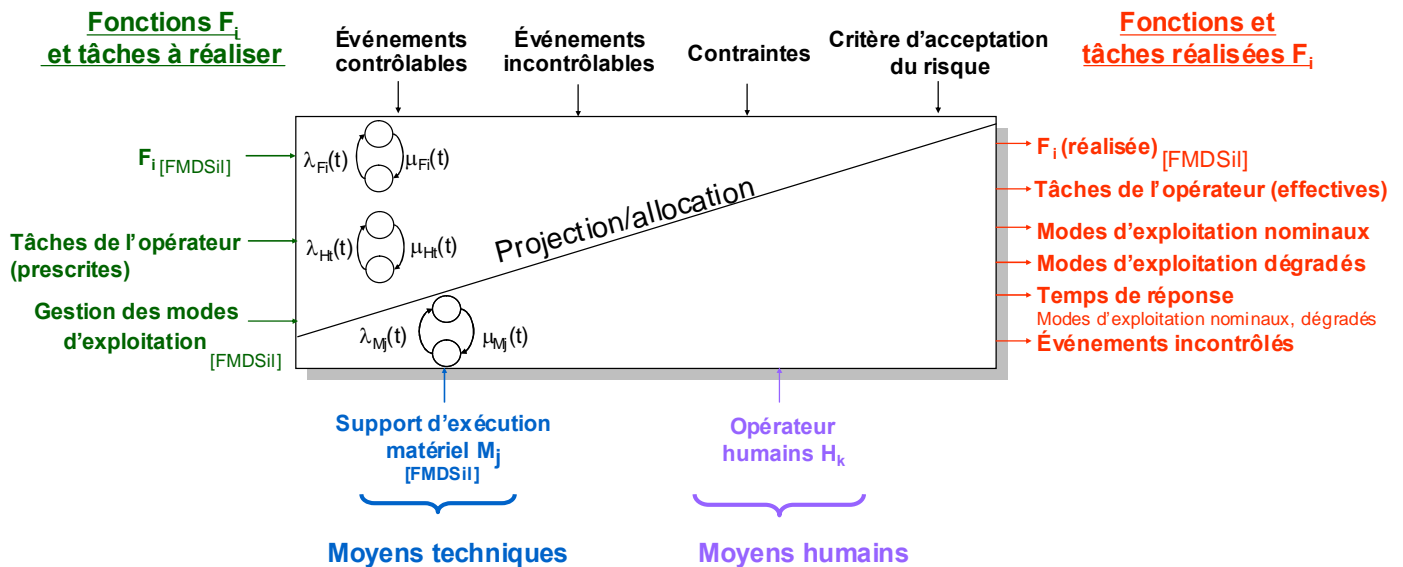 Fonctions Fi
et tâches à réaliser
Événements
contrôlables
Événements
incontrôlables
Contraintes
Critère d'acceptation
du risque
Fonctions et
tâches réalisées Fi
Fi [FMDSil]
λFi(t)
μFi(t)
Tâches de l'opérateur
(prescrites)
λHt(t)
μHt(t)
Gestion des modes
d'exploitation
[FMDSil]
λMj(t)
μMj(t)
Projection/allocation
Fi (réalisée) [FMDSil]
Tâches de l'opérateur (effectives)
Modes d'exploitation nominaux
Modes d'exploitation dégradés
Temps de réponse
Modes d'exploitation nominaux, dégradés
Événements incontrôlés
Support d'exécution
matériel Mj
[FMDSil]
Opérateur
humains Hk
Moyens techniques
Moyens humains